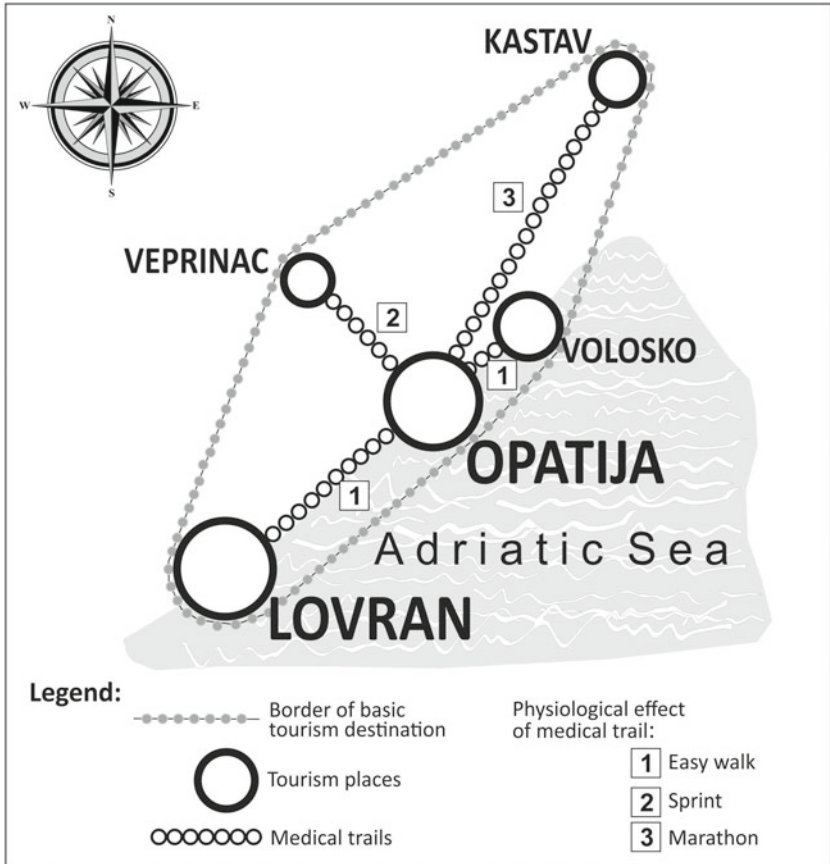 N
W
E
S
KASTAV
3
VEPRINAC
2
VOLOSKO
1
OPATIJA
1
Adriatic Sea
LOVRAN
Legend:
Border of basic
tourism destination
Tourism places
Medical trails
Physiological effect
of medical trail:
1 Easy walk
2 Sprint
3 Marathon